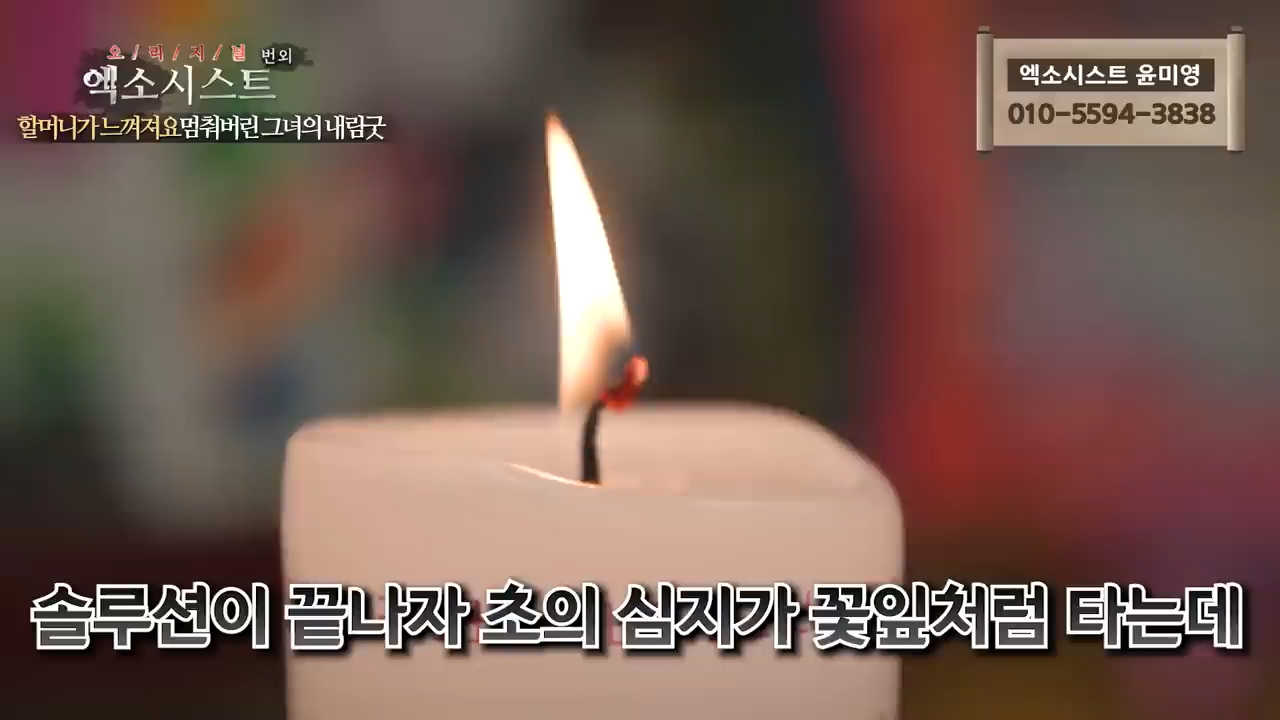 오/리/지/널 번외
엑소시스트
할머니가 느껴져요 멈춰버린 그녀의 내림굿
엑소시스트 윤미영
010-5594-3838
솔루션이 끝나자 초의 심지가 꽃잎처럼 타는데